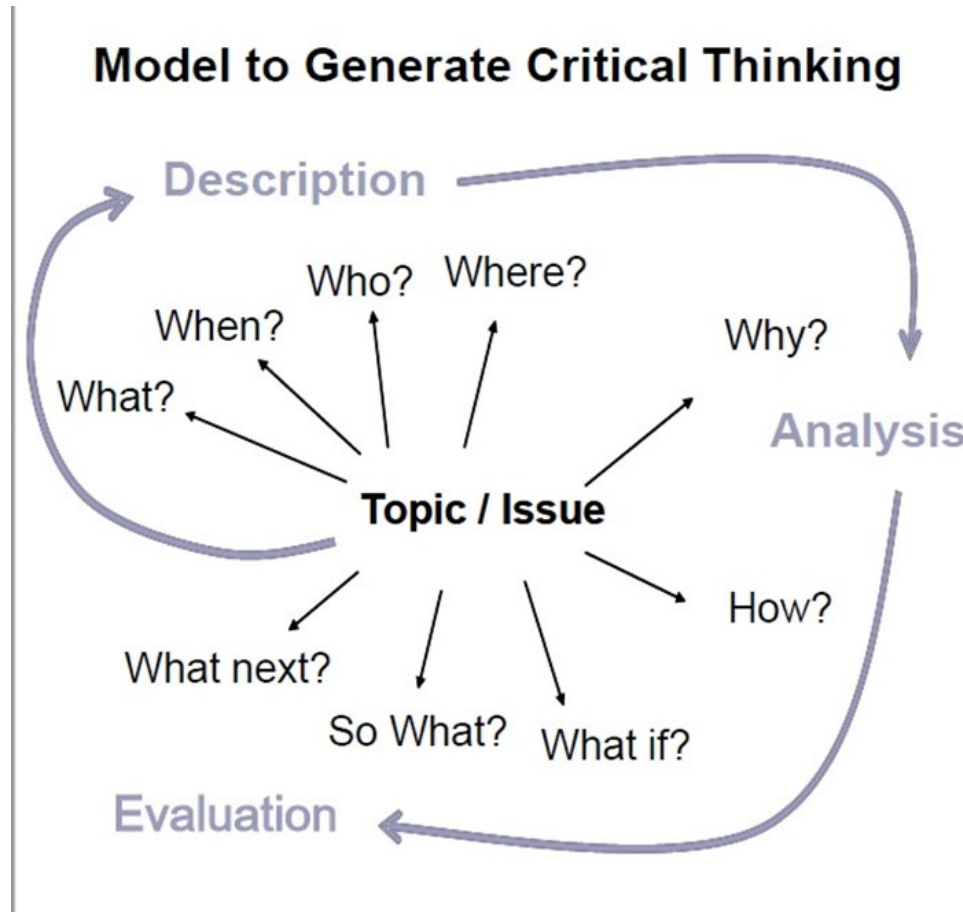 Model to Generate Critical Thinking
Description
Who?
Where?
When?
Why?
What?
Analysis
Topic / Issue
How?
What next?
So What?
What if?
Evaluation